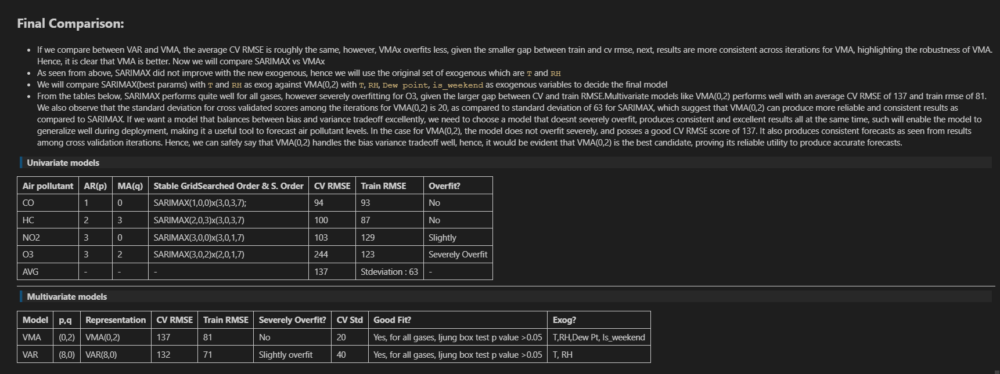 Final Comparison:
• If we compare between VAR and VMA, the average CV RMSE is roughly the same, however, VMAx overfits less, given the smaller gap between train and cv rmse, next, results are more consistent across iterations for VMA, highlighting the robustness of VMA.
Hence, it is clear that VMA is better. Now we will compare SARIMAX vs VMAx
• As seen from above, SARIMAX did not improve with the new exogenous, hence we will use the original set of exogenous which are T and RH
• We will compare SARIMAX(best params) with T and RH as exog against VMA(0,2) with T, RH, Dew point, is_weekend as exogenous variables to decide the final model
• From the tables below, SARIMAX performs quite well for all gases, however severely overfitting for O3, given the larger gap between CV and train RMSE.Multivariate models like VMA(0,2) performs well with an average CV RMSE of 137 and train rmse of 81.
We also observe that the standard deviation for cross validated scores among the iterations for VMA(0,2) is 20, as compared to standard deviation of 63 for SARIMAX, which suggest that VMA(0,2) can produce more reliable and consistent results as
compared to SARIMAX. If we want a model that balances between bias and variance tradeoff excellently, we need to choose a model that doesnt severely overfit, produces consistent and excellent results all at the same time, such will enable the model to
generalize well during deployment, making it a useful tool to forecast air pollutant levels. In the case for VMA(0,2), the model does not overfit severely, and posses a good CV RMSE score of 137. It also produces consistent forecasts as seen from results
among cross validation iterations. Hence, we can safely say that VMA(0,2) handles the bias variance tradeoff well, hence, it would be evident that VMA(0,2) is the best candidate, proving its reliable utility to produce accurate forecasts.
Univariate models
Air pollutant AR(p) MA(q) Stable GridSearched Order & S. Order CV RMSE Train RMSE Overfit?
CO 1 0 SARIMAX(1,0,0)x(3,0,3,7); 94 93 No
HC 2 3 SARIMAX(2,0,3)x(3,0,3,7) 100 87 No
NO2 3 0 SARIMAX(3,0,0)x(3,0,1,7) 103 129 Slightly
O3 3 2 SARIMAX(3,0,2)x(2,0,1,7) 244 123 Severely Overfit
AVG - - - 137 Stdeviation : 63 -
Multivariate models
Model p,q Representation CV RMSE Train RMSE Severely Overfit? CV Std Good Fit? Exog?
VMA (0,2) VMA(0,2) 137 81 No 20 Yes, for all gases, ljung box test p value >0.05 T,RH,Dew Pt, Is_weekend
VAR (8,0) VAR(8,0) 132 71 Slightly overfit 40 Yes, for all gases, ljung box test p value >0.05 T, RH